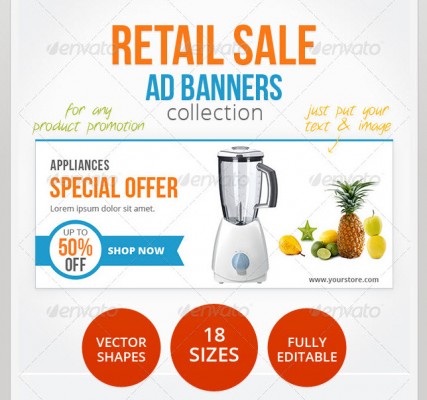 RETAIL SALE
AD BANNERS
collection
for any
product promotion
just put your
text & image
APPLIANCES
SPECIAL OFFER
Lorem ipsum dolor sit amet.
UP TO
50%
OFF
SHOP NOW
www.yourstore.com
VECTOR
SHAPES
18
SIZES
FULLY
EDITABLE
envato